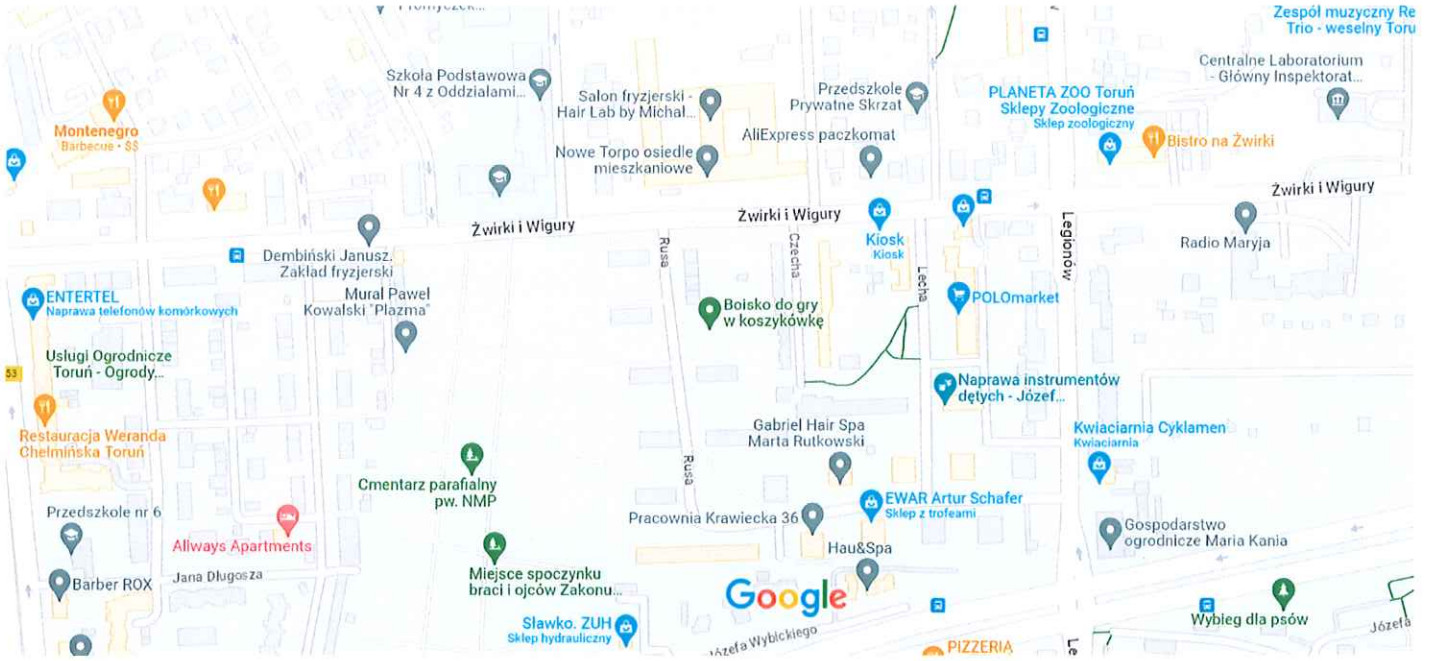 Zespół muzyczny Re
Trio - weselny Toru
Szkoła Podstawowa
Nr 4 z Oddziałami...
Salon fryzjerski -
Hair Lab by Michał...
Przedszkole
Prywatne Skrzat
PLANETA ZOO Toruń
Sklepy Zoologiczne
Sklep zoologiczny
Centralne Laboratorium
- Główny Inspektorat...
Montenegro
Barbecue • $$
AliExpress paczkomat
Bistro na Żwirki
Nowe Torpo osiedle
mieszkaniowe
Żwirki i Wigury
Żwirki i Wigury
Żwirki i Wigury
Kiosk
Kiosk
Legionów
Radio Maryja
Dembiński Janusz.
Zakład fryzjerski
Rusa
Czecha
Lecha
Mural Paweł
Kowalski "Plazma"
ENTERTEL
Naprawa telefonów komórkowych
Boisko do gry
w koszykówkę
POLOmarket
Usługi Ogrodnicze
Toruń - Ogrody...
53
Naprawa instrumentów
dętych - Józef...
Restauracja Weranda
Chełmińska Toruń
Gabriel Hair Spa
Marta Rutkowski
Kwiaciarnia Cyklamen
Kwiaciarnia
Rusa
Cmentarz parafialny
pw. NMP
EWAR Artur Schafer
Sklep z trofeami
Przedszkole nr 6
Pracownia Krawiecka 36
Gospodarstwo
ogrodnicze Maria Kania
Allways Apartments
Hau&Spa
Jana Długosza
Barber ROX
Miejsce spoczynku
braci i ojców Zakonu...
Google
Wybieg dla psów
Sławko. ZUH
Sklep hydrauliczny
Józefa Wybickiego
Józefa
PIZZERIA
Le